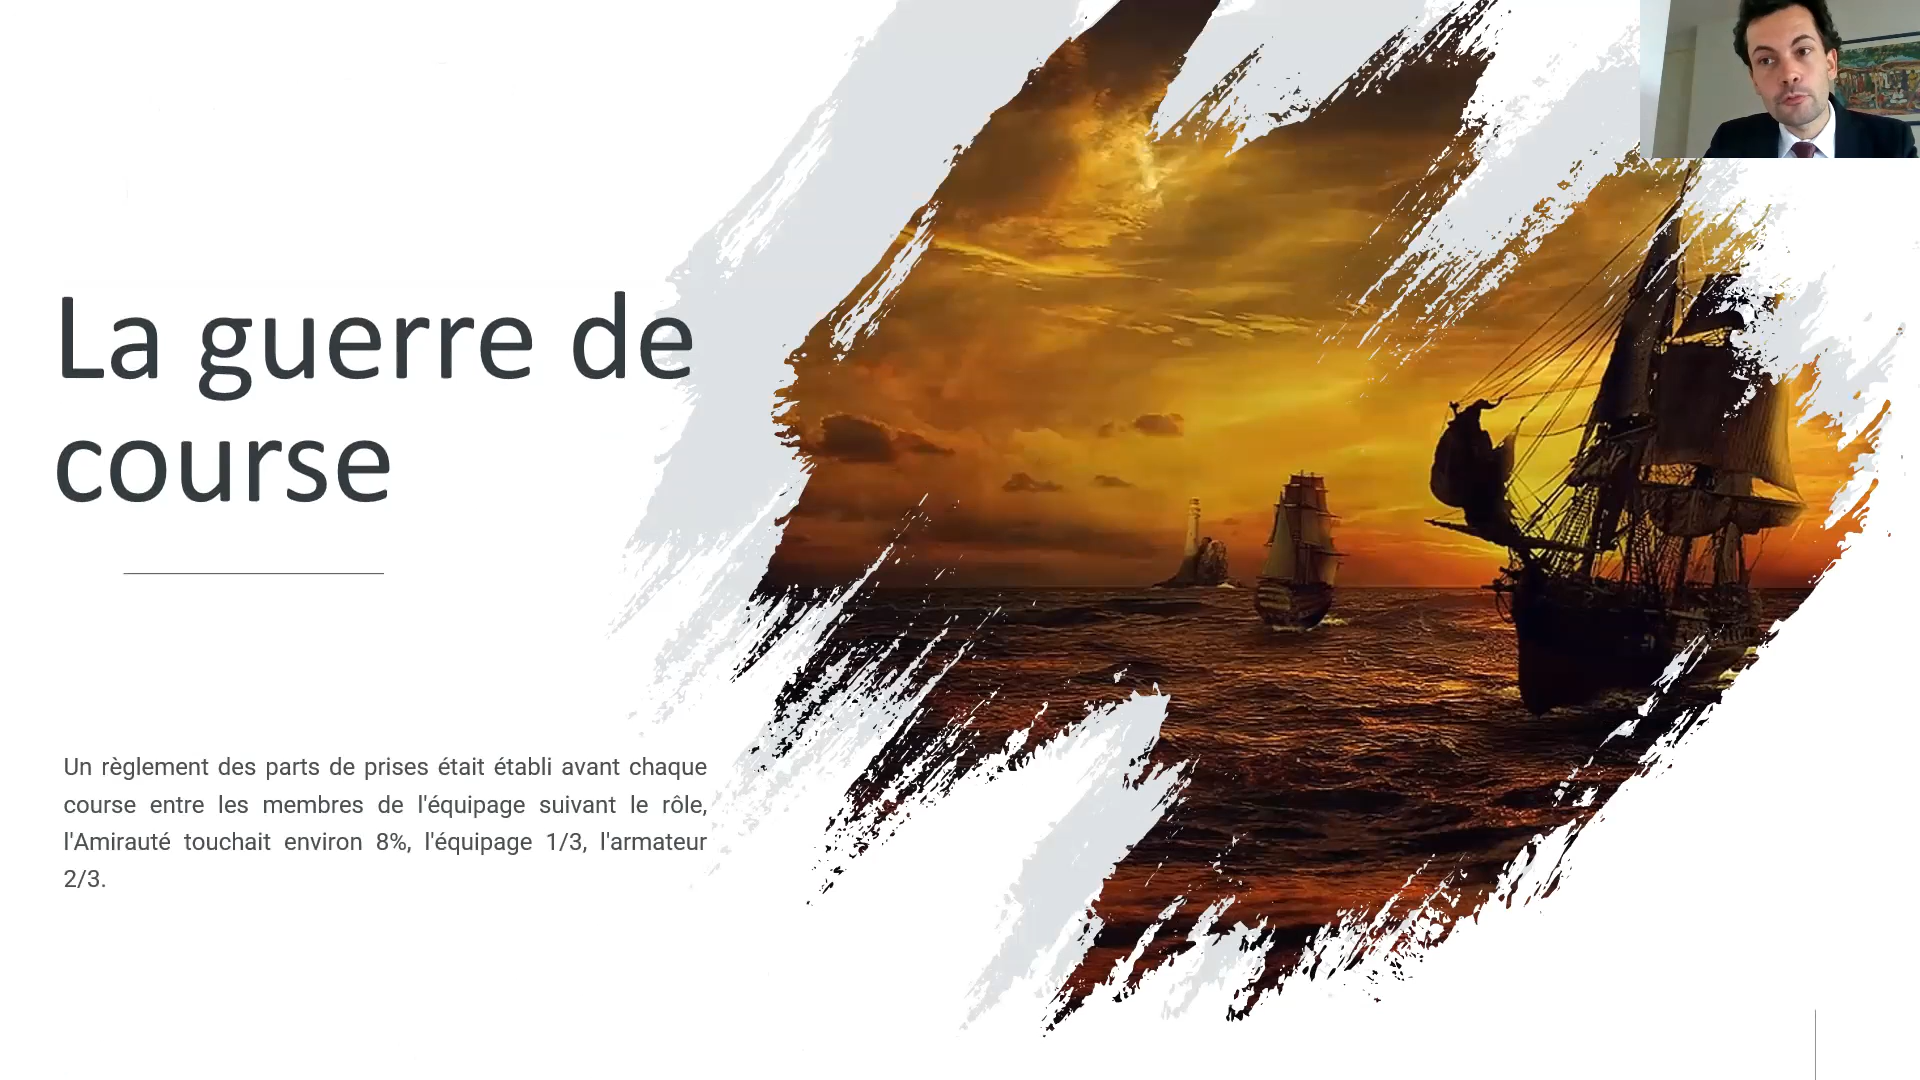 La guerre de
course
Un règlement des parts de prises était établi avant chaque
course entre les membres de l'équipage suivant le rôle,
l'Amirauté touchait environ 8%, l'équipage 1/3, l'armateur
2/3.